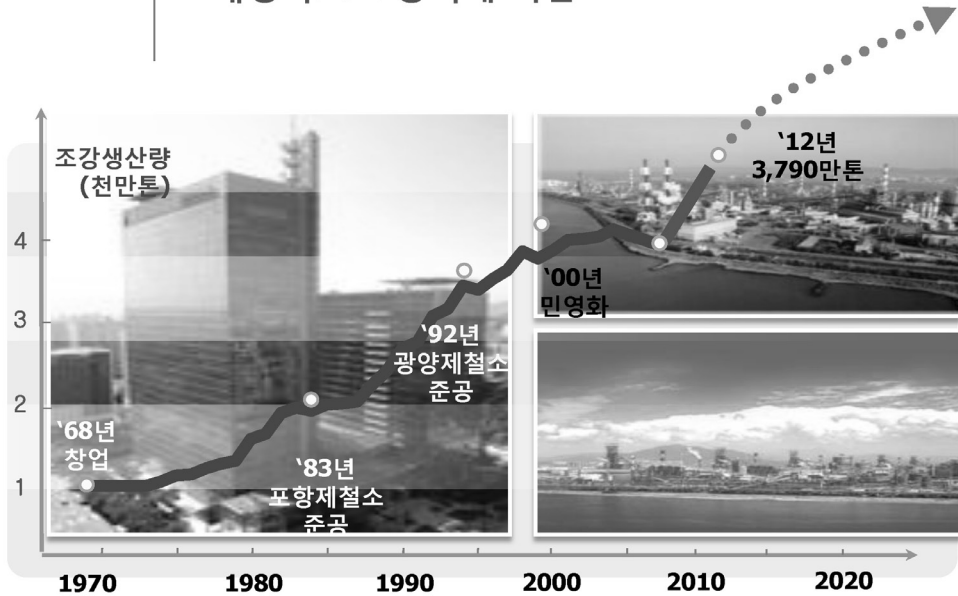 조강생산량
(천만톤)
‘12년
3,790만톤
4
‘00년
민영화
3
‘92년
광양제철소
준공
2
‘68년
창업
‘83년
포항제철소
준공
1
1970
1980
1990
2000
2010
2020